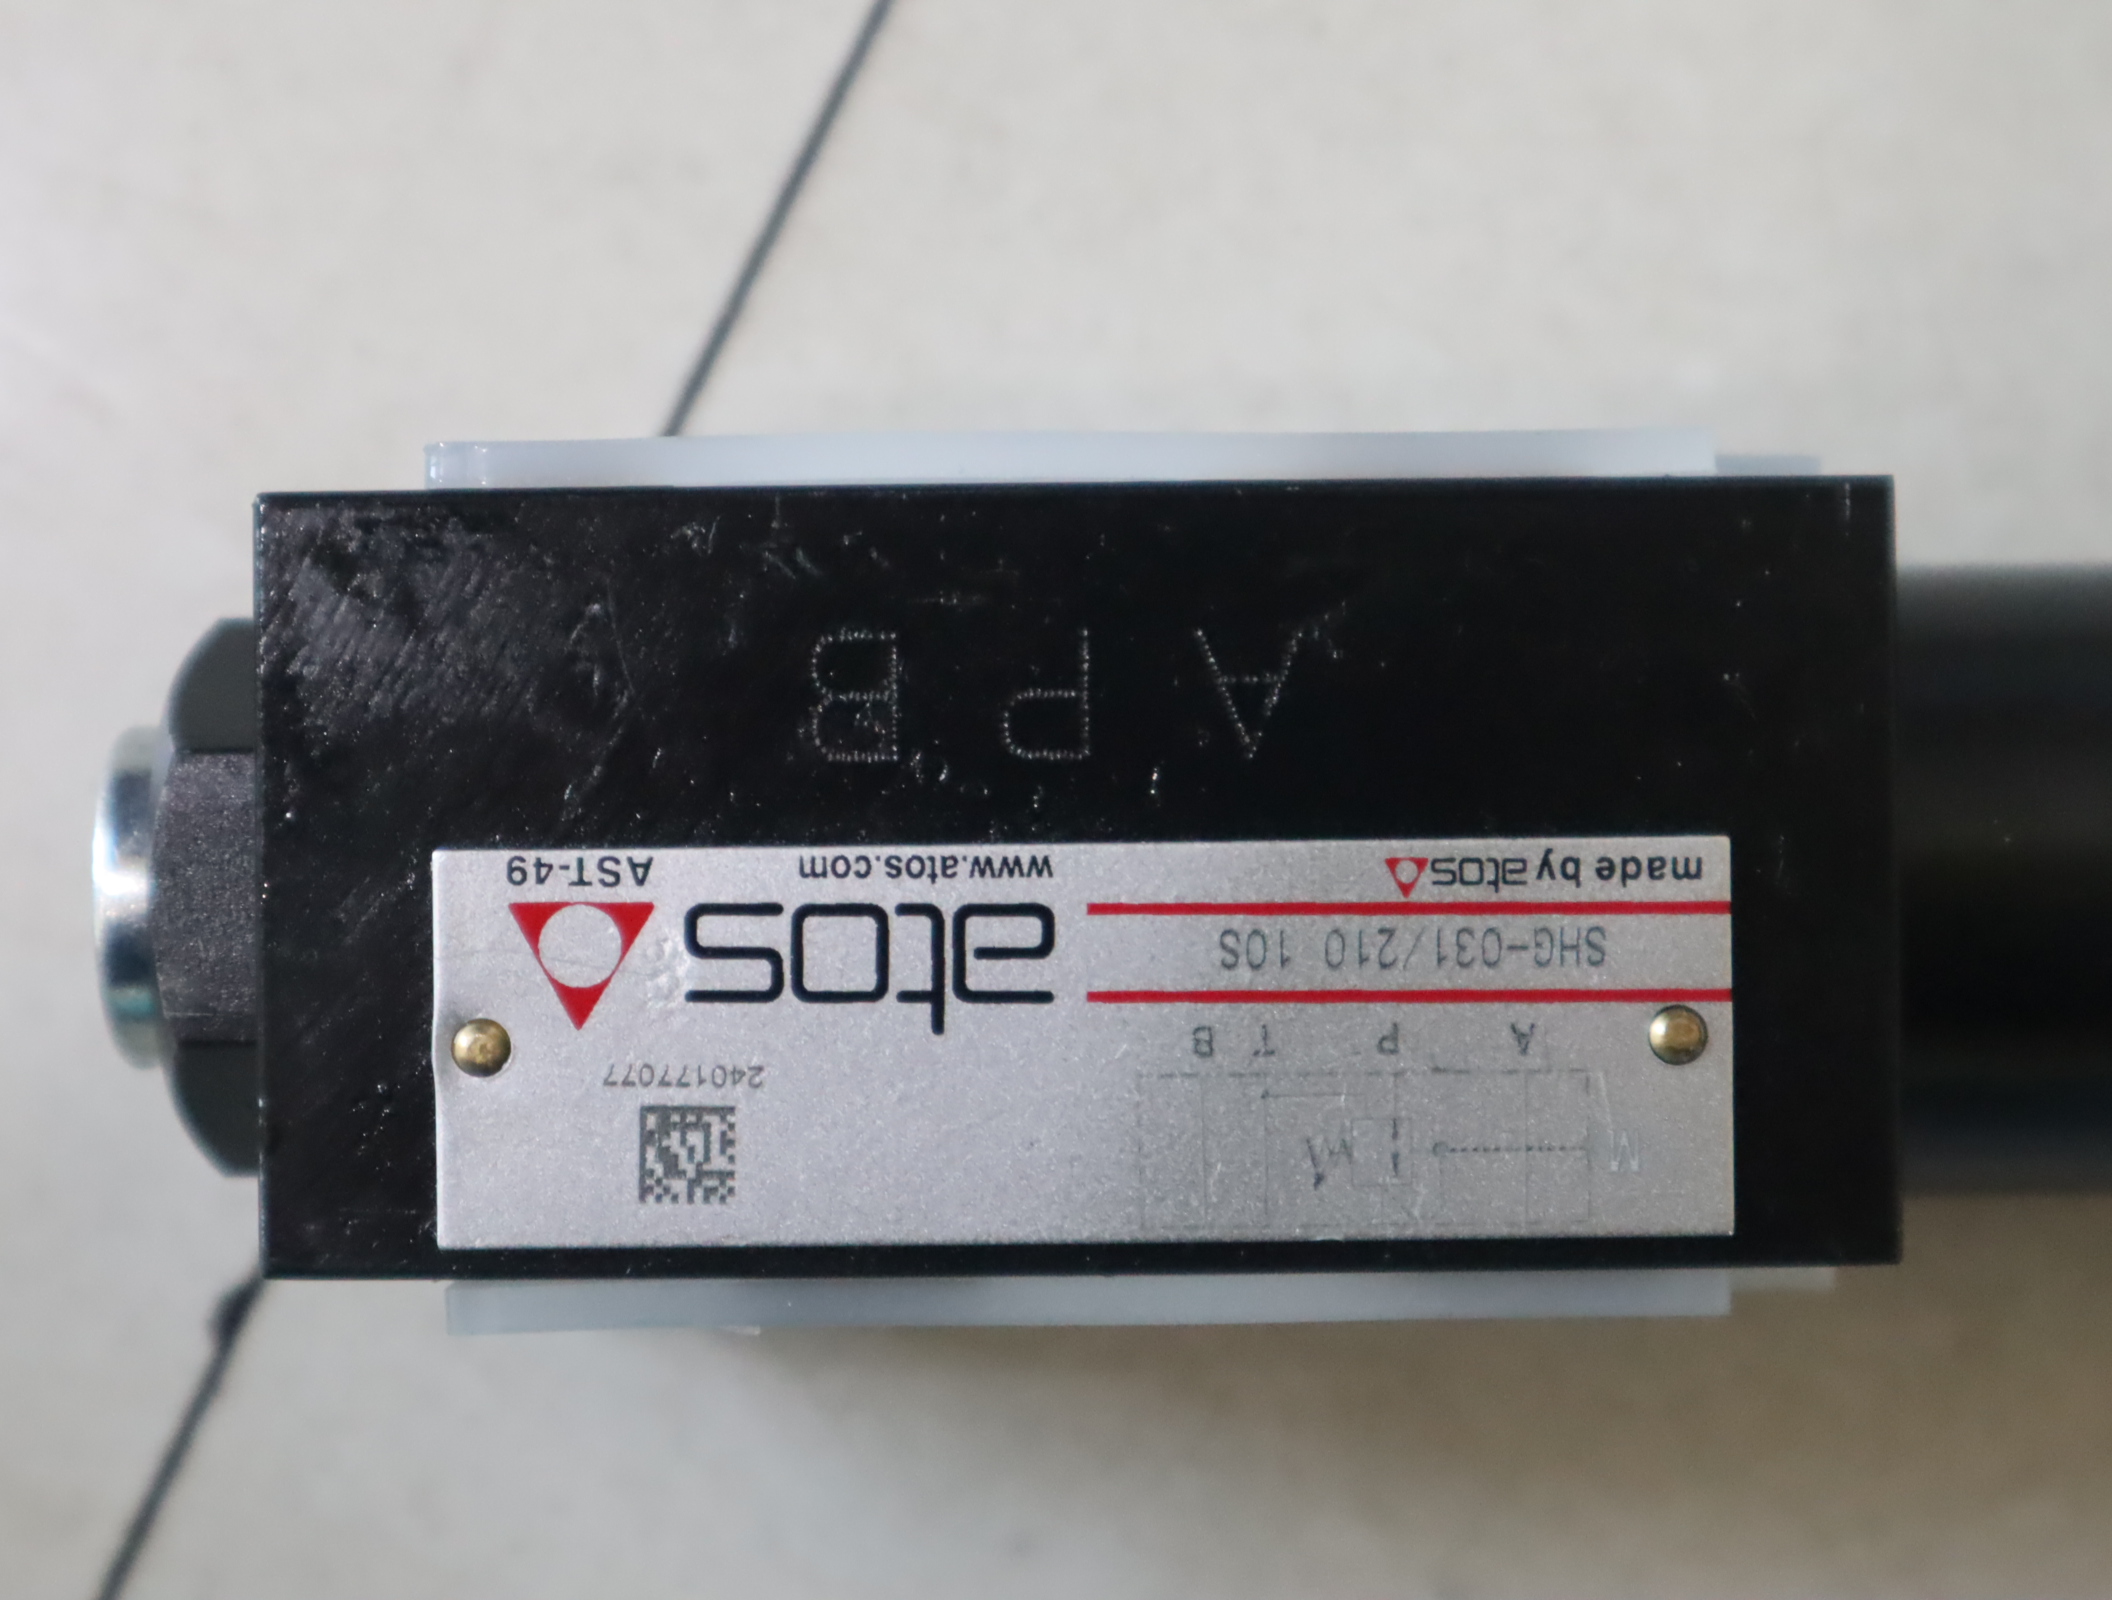 M
240177077
A P T B
SHG-031/210 10S
atos
made by atos
www.atos.com
AST-49
A P B